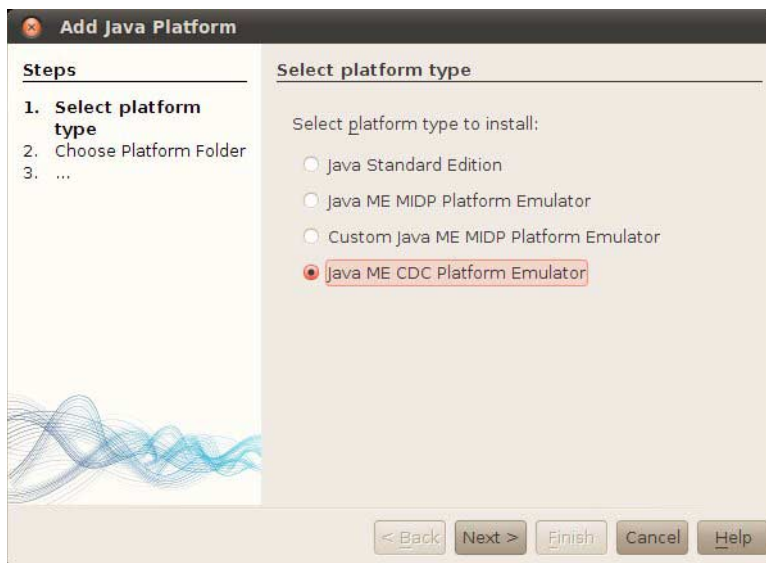 Add Java Platform
Steps
1. Select platform
type
2. Choose Platform Folder
3. ...
Select platform type
Select platform type to install:
Java Standard Edition
Java ME MIDP Platform Emulator
Custom Java ME MIDP Platform Emulator
Java ME CDC Platform Emulator
< Back Next > Finish Cancel Help